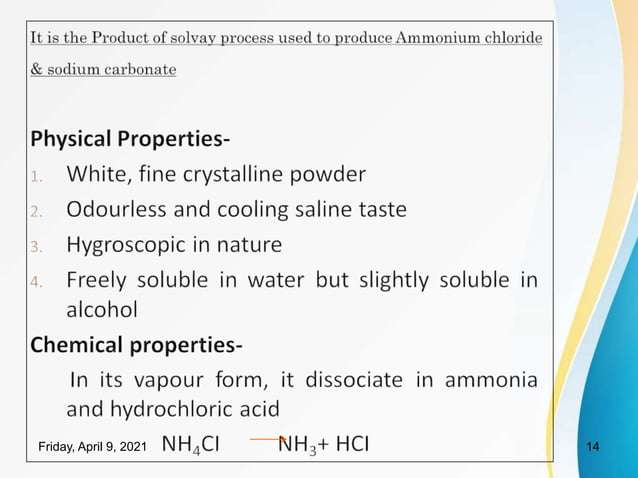 It is the Product of solvay process used to produce Ammonium chloride
& sodium carbonate
Physical Properties-
1. White, fine crystalline powder
2. Odourless and cooling saline taste
3. Hygroscopic in nature
4. Freely soluble in water but slightly soluble in
alcohol
Chemical properties-
In its vapour form, it dissociate in ammonia
and hydrochloric acid
Friday, April 9, 2021 NH₄Cl → NH₃+ HCl 14